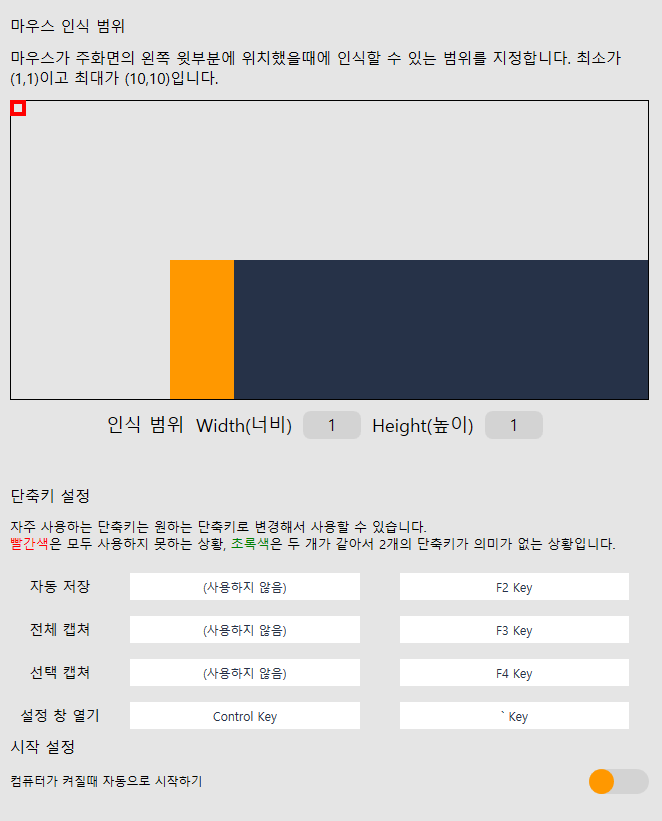 마우스 인식 범위
마우스가 주화면의 왼쪽 윗부분에 위치했을때에 인식할 수 있는 범위를 지정합니다. 최소가
(1,1)이고 최대가 (10,10)입니다.
인식 범위 Width(너비) 1 Height(높이) 1
단축키 설정
자주 사용하는 단축키는 원하는 단축키로 변경해서 사용할 수 있습니다.
빨간색은 모두 사용하지 못하는 상황, 초록색은 두 개가 같아서 2개의 단축키가 의미가 없는 상황입니다.
자동 저장 (사용하지 않음) F2 Key
전체 캡쳐 (사용하지 않음) F3 Key
선택 캡쳐 (사용하지 않음) F4 Key
설정 창 열기 Control Key ` Key
시작 설정
컴퓨터가 켜질때 자동으로 시작하기